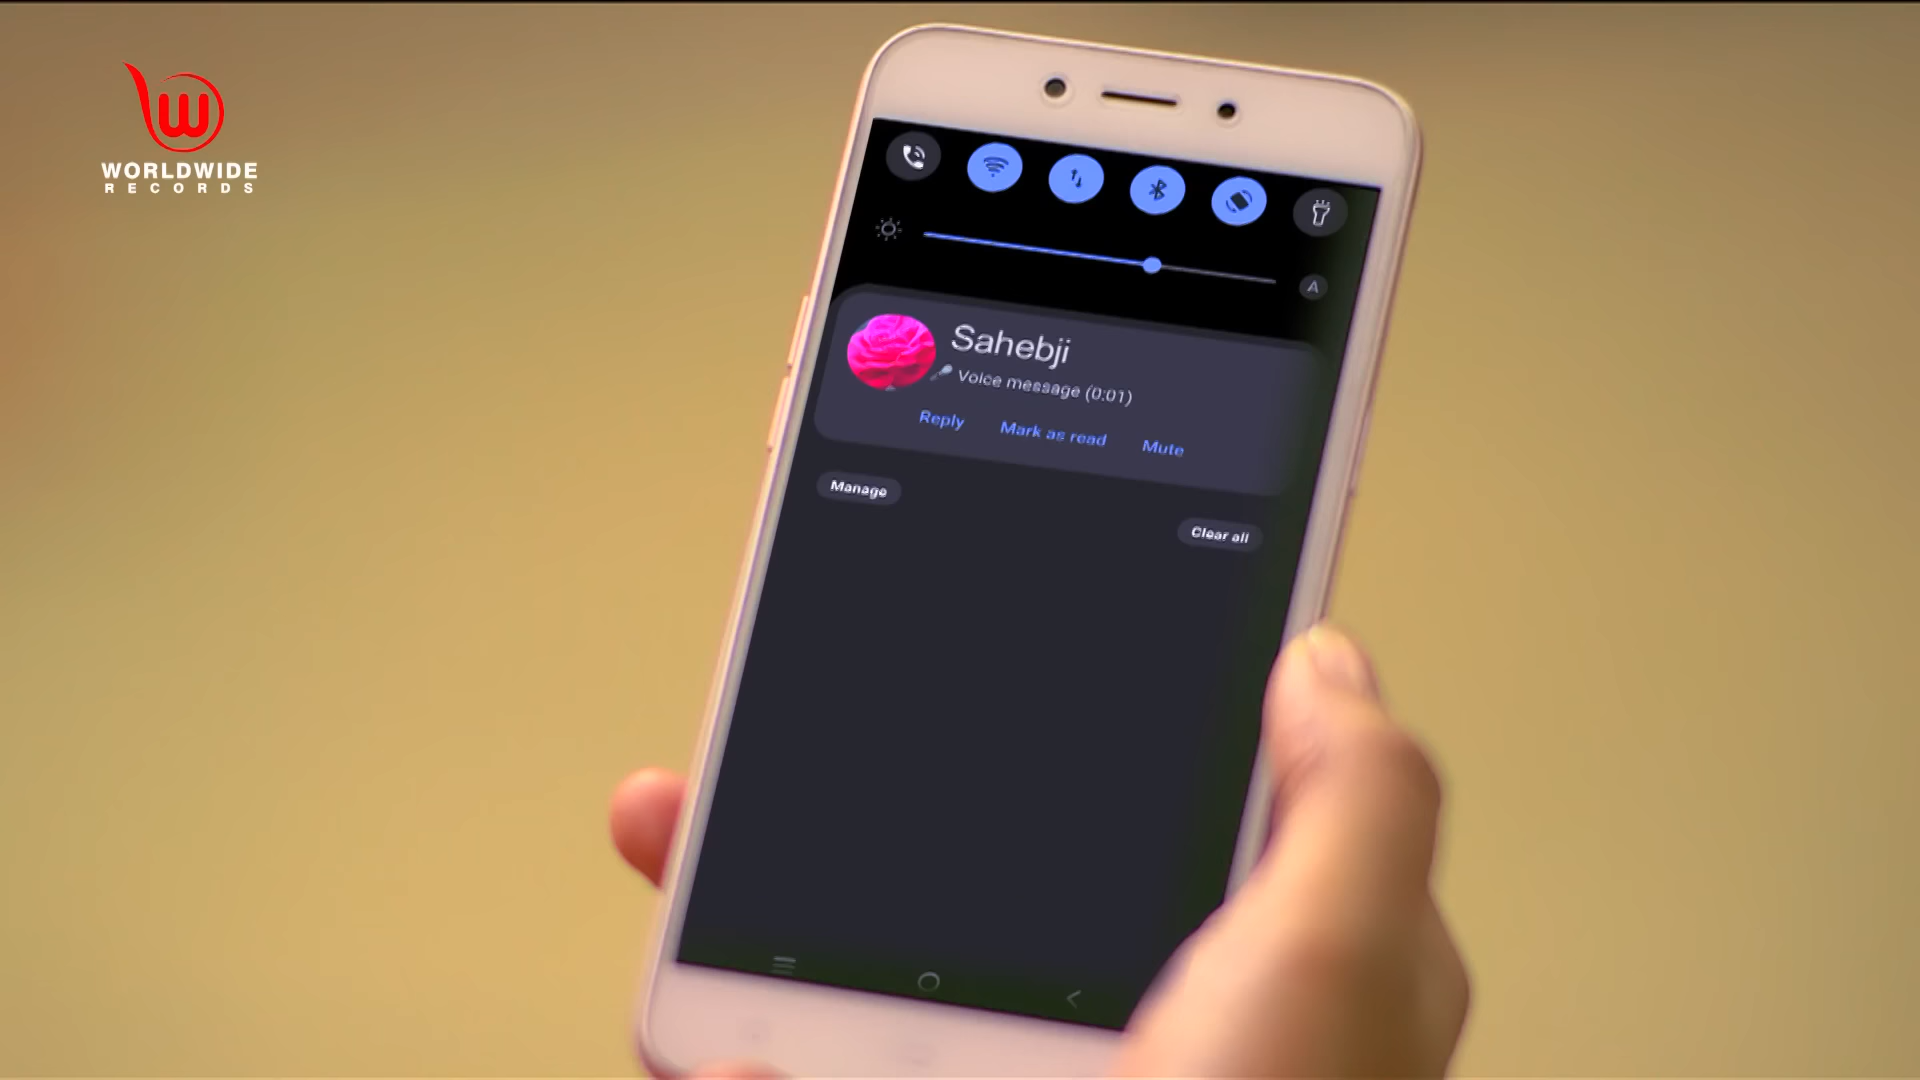 W
WORLDWIDE
RECORDS
A
Sahebji
Voice message (0:01)
Reply Mark as read Mute
Manage
Clear all